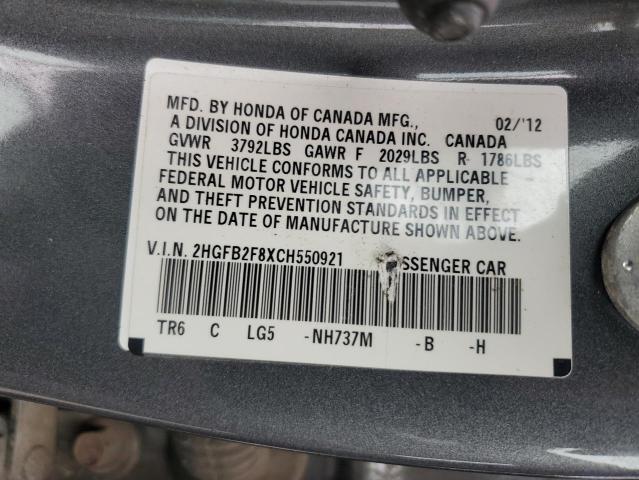 MFD. BY HONDA OF CANADA MFG., 02/'12
A DIVISION OF HONDA CANADA INC. CANADA
GVWR 3792LBS GAWR F 2029LBS R 1786LBS
THIS VEHICLE CONFORMS TO ALL APPLICABLE
FEDERAL MOTOR VEHICLE SAFETY, BUMPER,
AND THEFT PREVENTION STANDARDS IN EFFECT
ON THE DATE OF MANUFACTURE SHOWN ABOVE.
V.I.N. 2HGFB2F8XCH550921 SSENGER CAR
TR6 C LG5 -NH737M -B -H